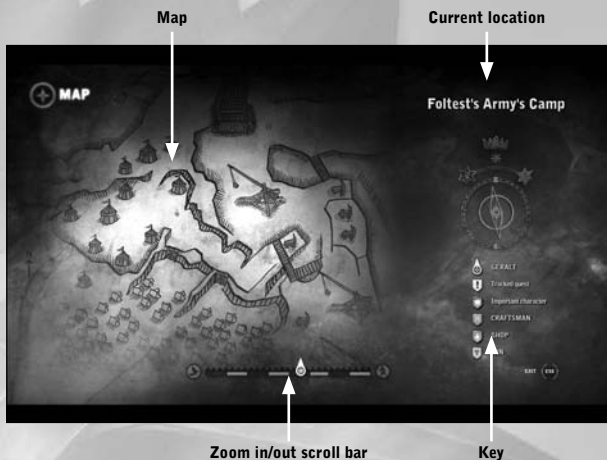 Map
Current location
MAP
Foltest's Army's Camp
GERALT
Tracked quest
Important character
CRAFTSMAN
SHOP
EXIT ESC
Zoom in/out scroll bar
Key